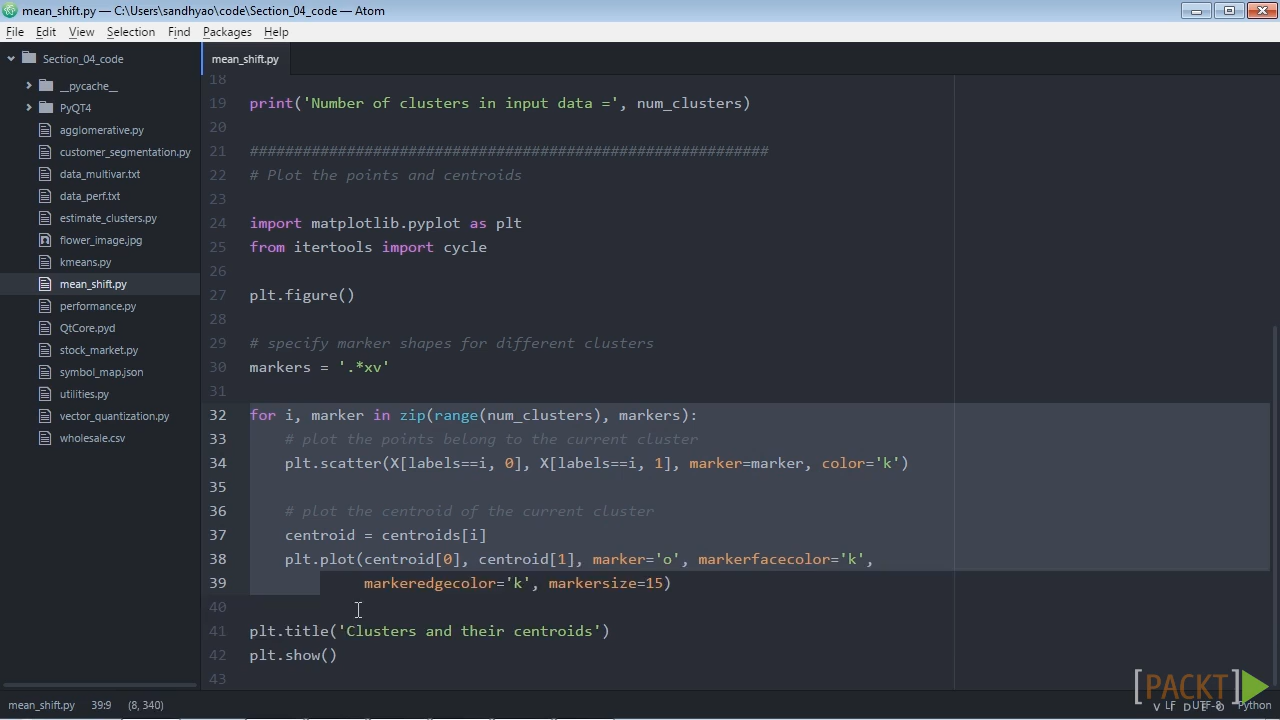 mean_shift.py — C:\Users\sandhyao\code\Section_04_code — Atom
File Edit View Selection Find Packages Help
Section_04_code
__pycache__
PyQT4
agglomerative.py
customer_segmentation.py
data_multivar.txt
data_perf.txt
estimate_clusters.py
flower_image.jpg
kmeans.py
mean_shift.py
performance.py
QtCore.pyd
stock_market.py
symbol_map.json
utilities.py
vector_quantization.py
wholesale.csv
mean_shift.py
18
19 print('Number of clusters in input data =', num_clusters)
20
21 ###########################################################
22 # Plot the points and centroids
23
24 import matplotlib.pyplot as plt
25 from itertools import cycle
26
27 plt.figure()
28
29 # specify marker shapes for different clusters
30 markers = '.*xv'
31
32 for i, marker in zip(range(num_clusters), markers):
33 # plot the points belong to the current cluster
34 plt.scatter(X[labels==i, 0], X[labels==i, 1], marker=marker, color='k')
35
36 # plot the centroid of the current cluster
37 centroid = centroids[i]
38 plt.plot(centroid[0], centroid[1], marker='o', markerfacecolor='k',
39 markeredgecolor='k', markersize=15)
40
41 plt.title('Clusters and their centroids')
42 plt.show()
43
[PACKT]
VIDEO
mean_shift.py 39:9 (8, 340) LF UTF-8 Python